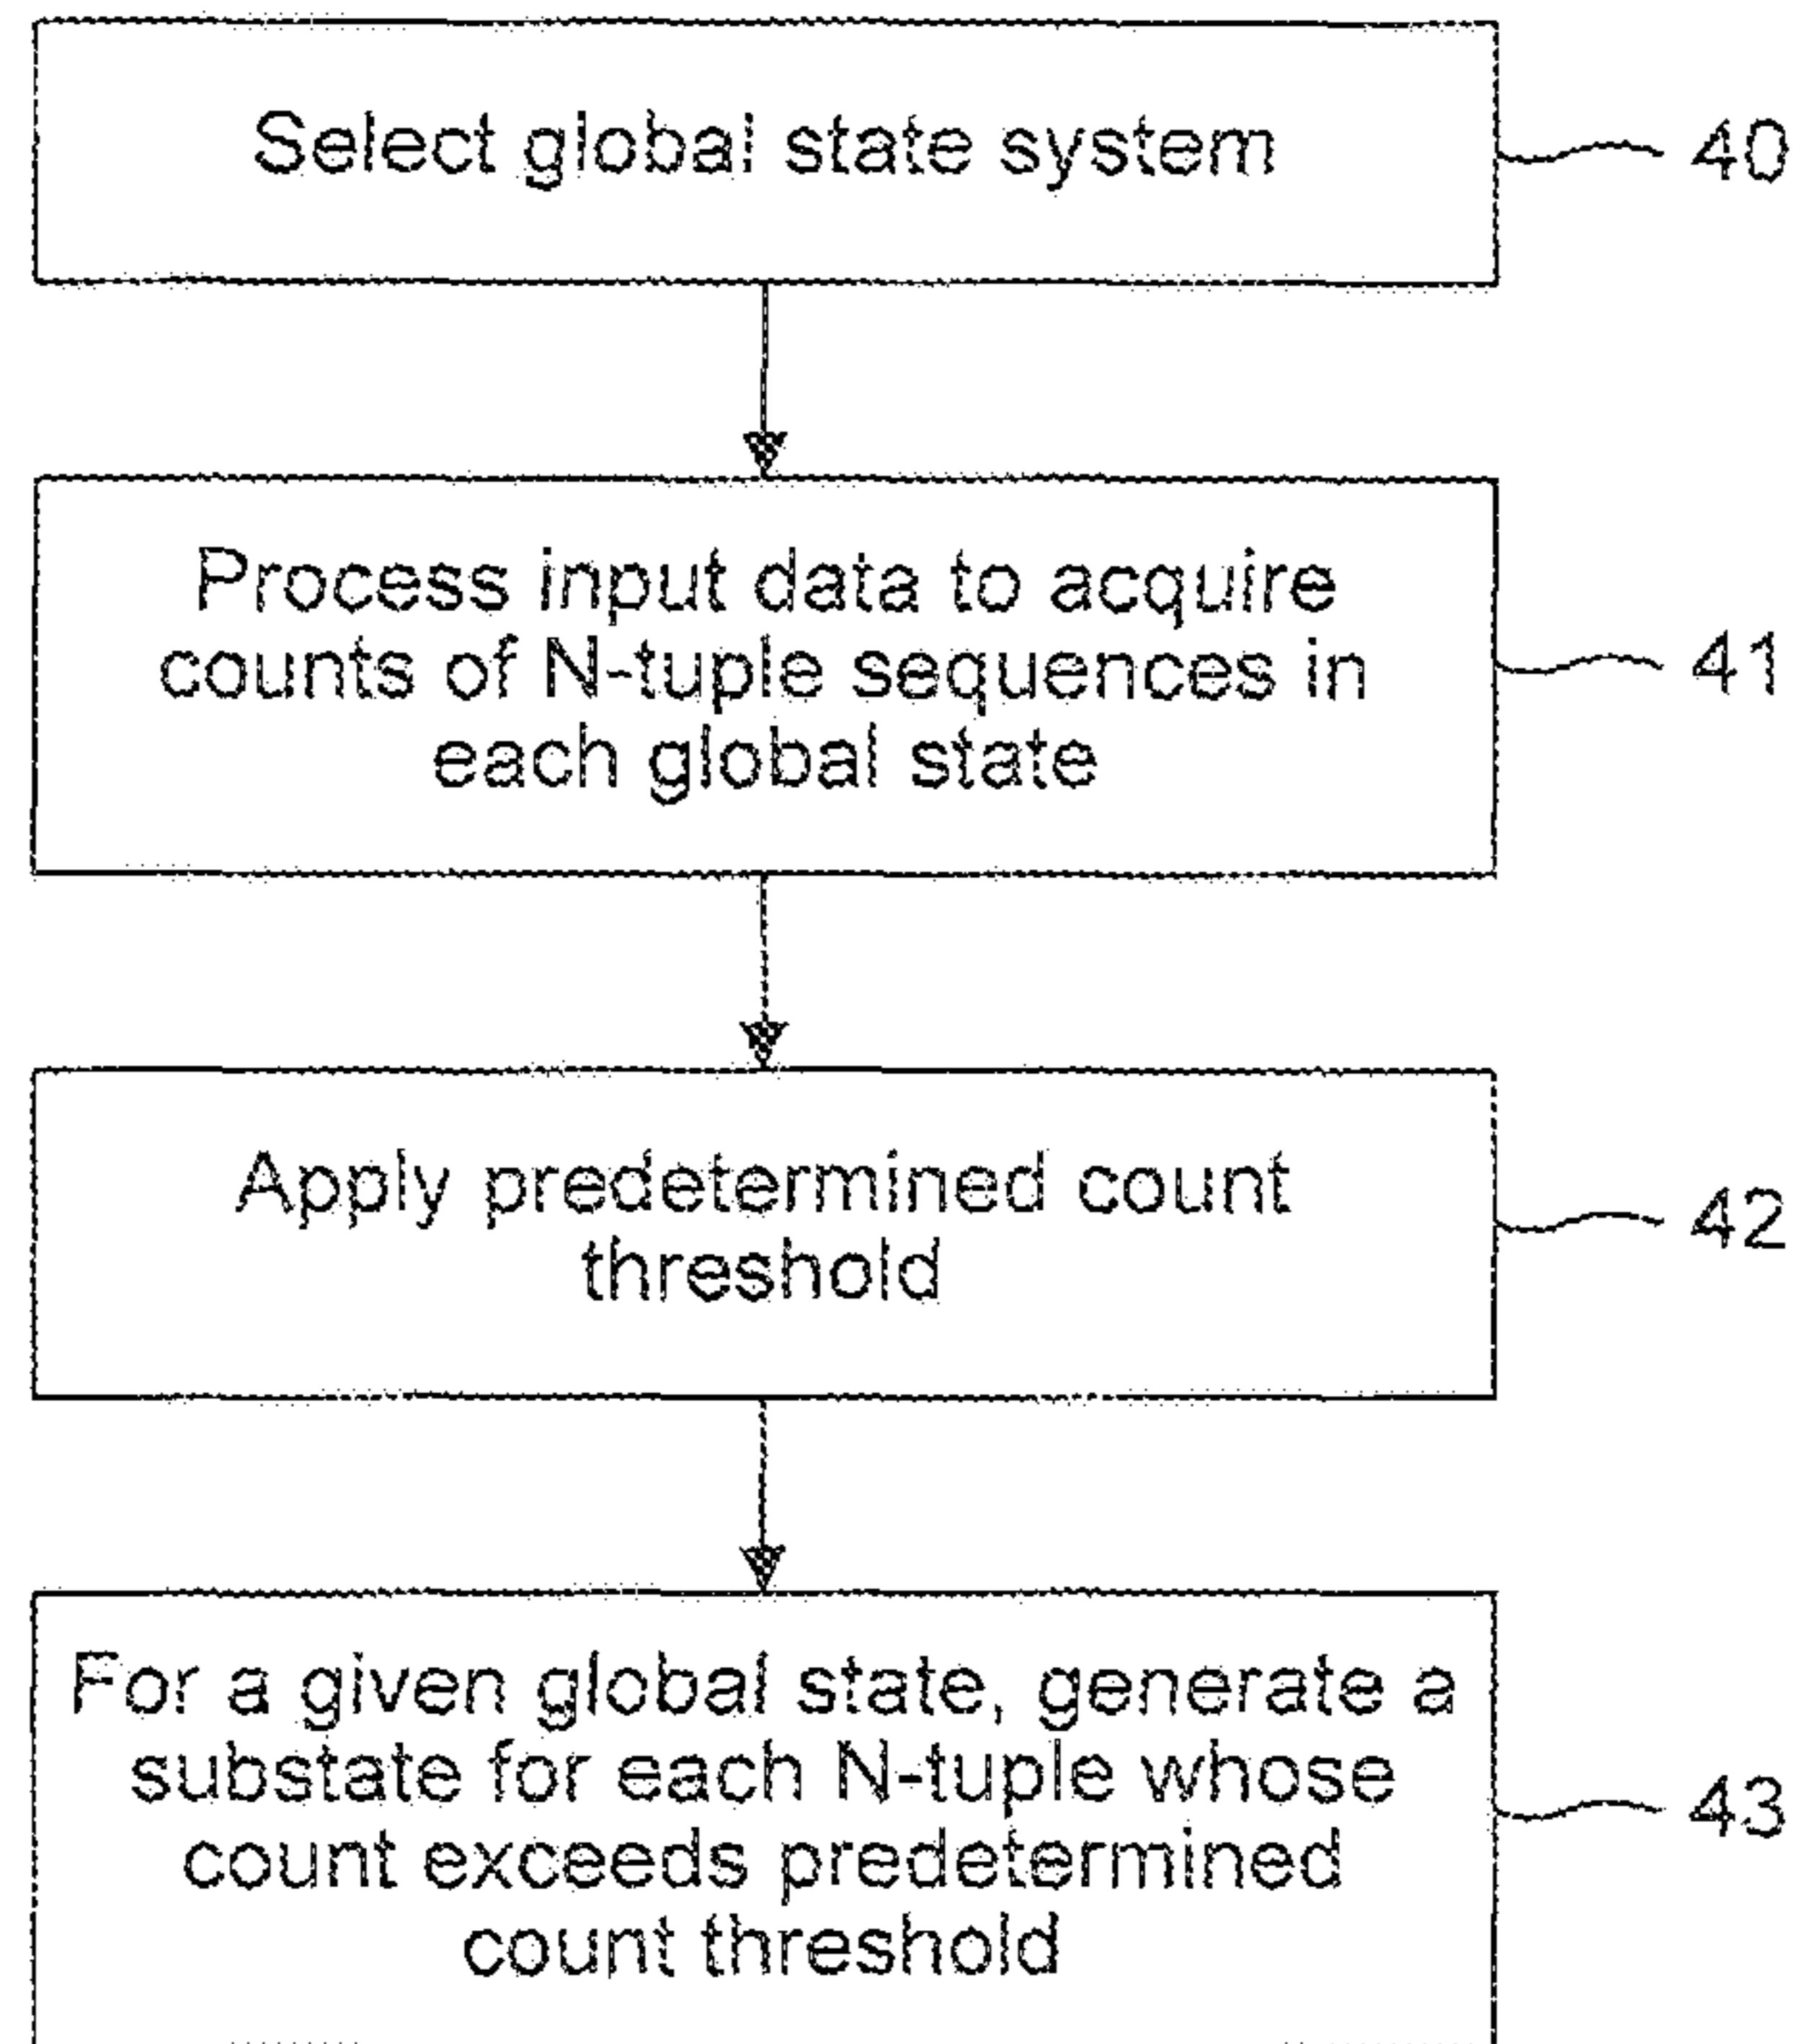 Select global state system
40
Process input data to acquire
counts of N-tuple sequences in
each global state
41
Apply predetermined count
threshold
42
For a given global state, generate a
substate for each N-tuple whose
count exceeds predetermined
count threshold
43